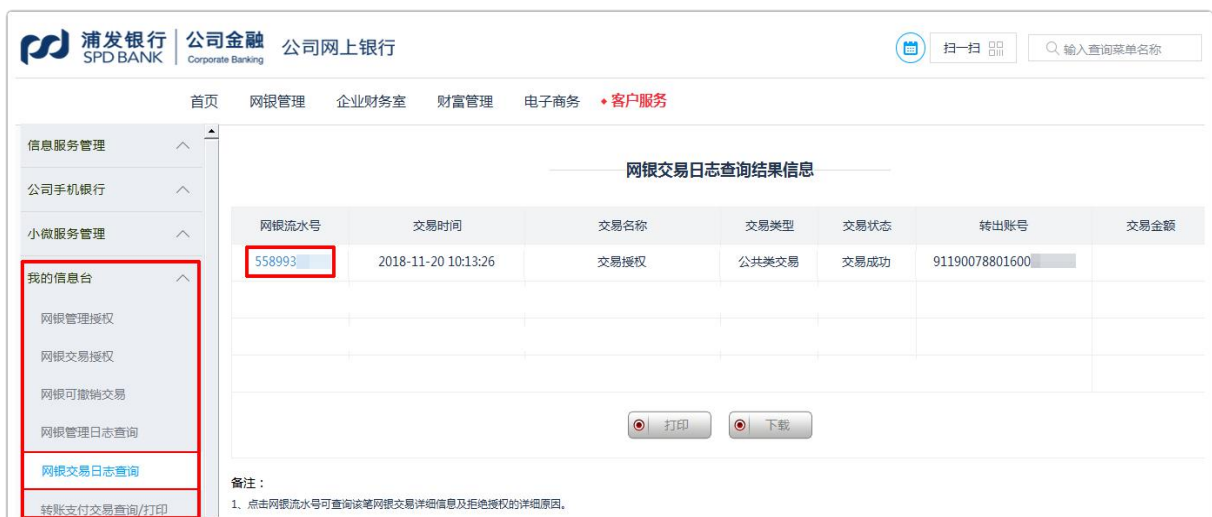 浦发银行 公司金融 公司网上银行 扫一扫 输入查询菜单名称
SPD BANK Corporate Banking
首页 网银管理 企业财务室 财富管理 电子商务 客户服务
信息服务管理
公司手机银行
小微服务管理
我的信息台
网银管理授权
网银交易授权
网银可撤销交易
网银管理日志查询
网银交易日志查询
转账支付交易查询/打印
网银交易日志查询结果信息
网银流水号 交易时间 交易名称 交易类型 交易状态 转出账号 交易金额
558993 2018-11-20 10:13:26 交易授权 公共类交易 交易成功 91190078801600
打印 下载
备注：
1、点击网银流水号可查询该笔网银交易详细信息及拒绝授权的详细原因。